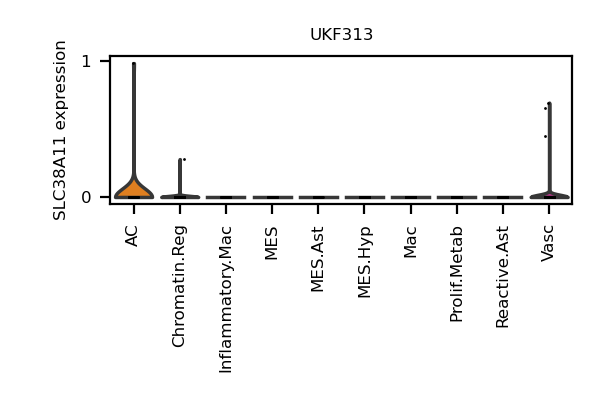 UKF313
SLC38A11 expression
1
0
AC
Chromatin.Reg
Inflammatory.Mac
MES
MES.Ast
MES.Hyp
Mac
Prolif.Metab
Reactive.Ast
Vasc